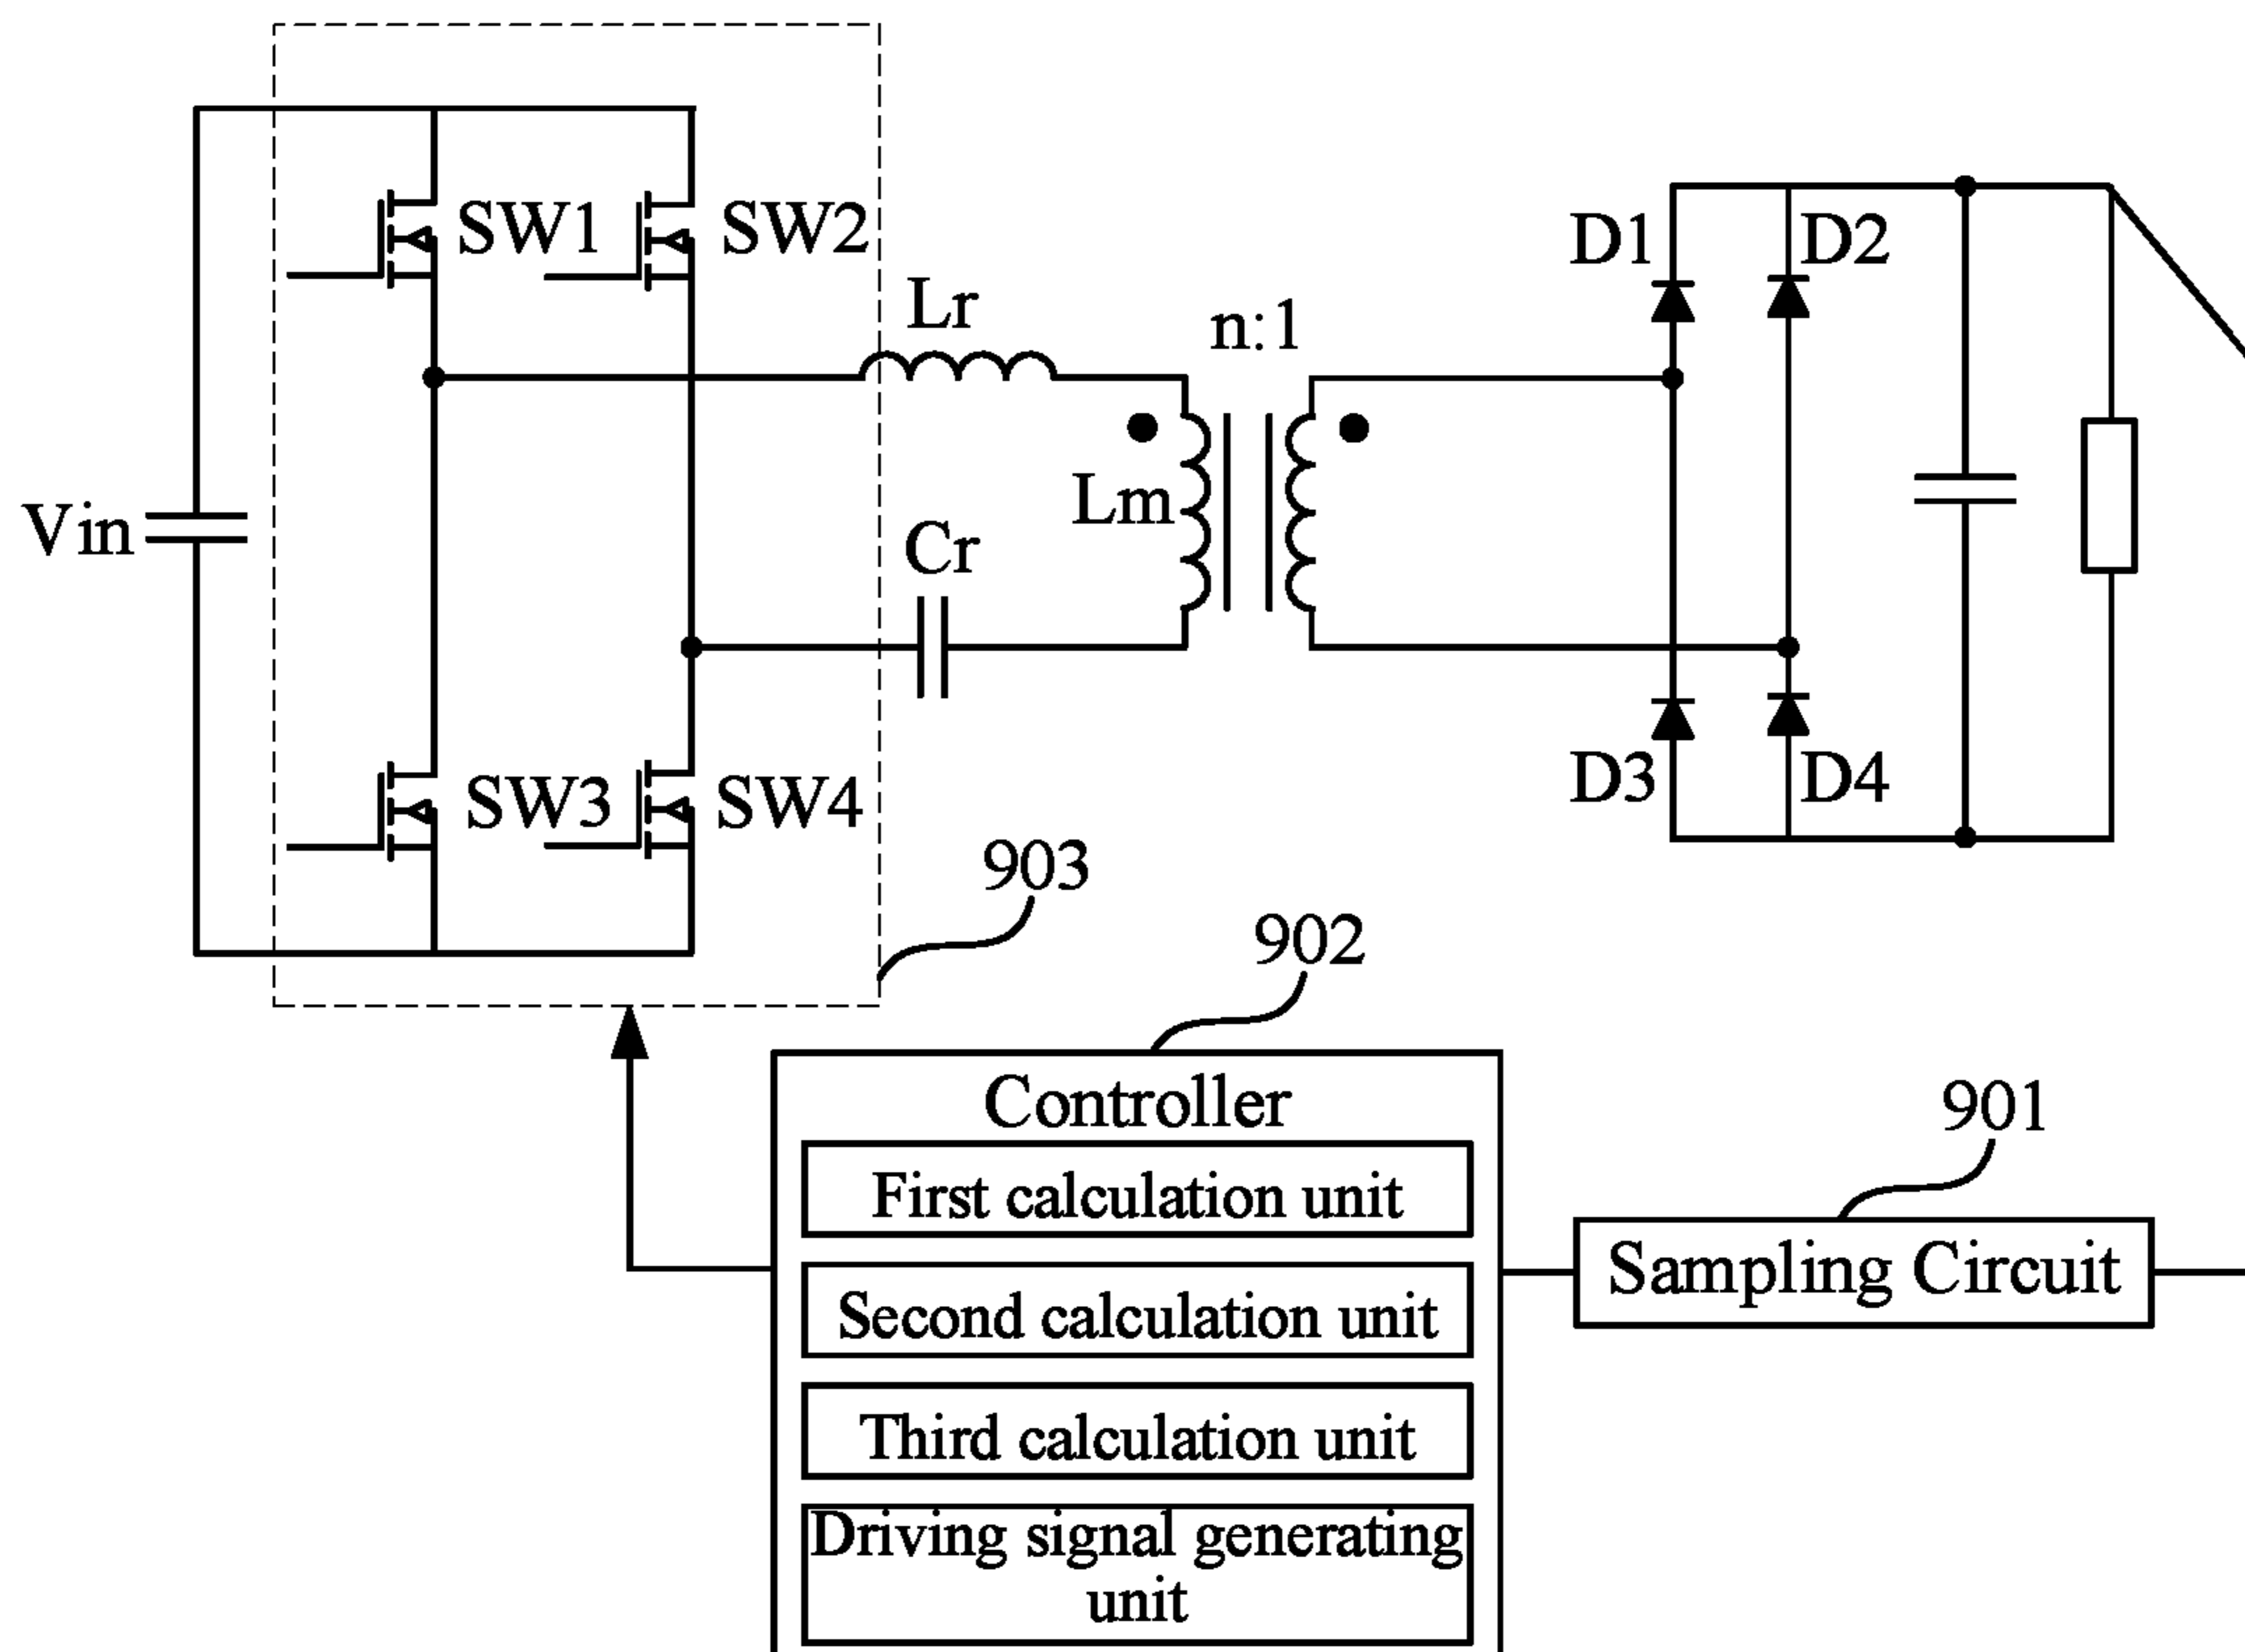 SW1
SW2
Lr
n:1
D1
D2
Vin
Lm
Cr
SW3
SW4
D3
D4
903
902
Controller
901
First calculation unit
Sampling Circuit
Second calculation unit
Third calculation unit
Driving signal generating
unit